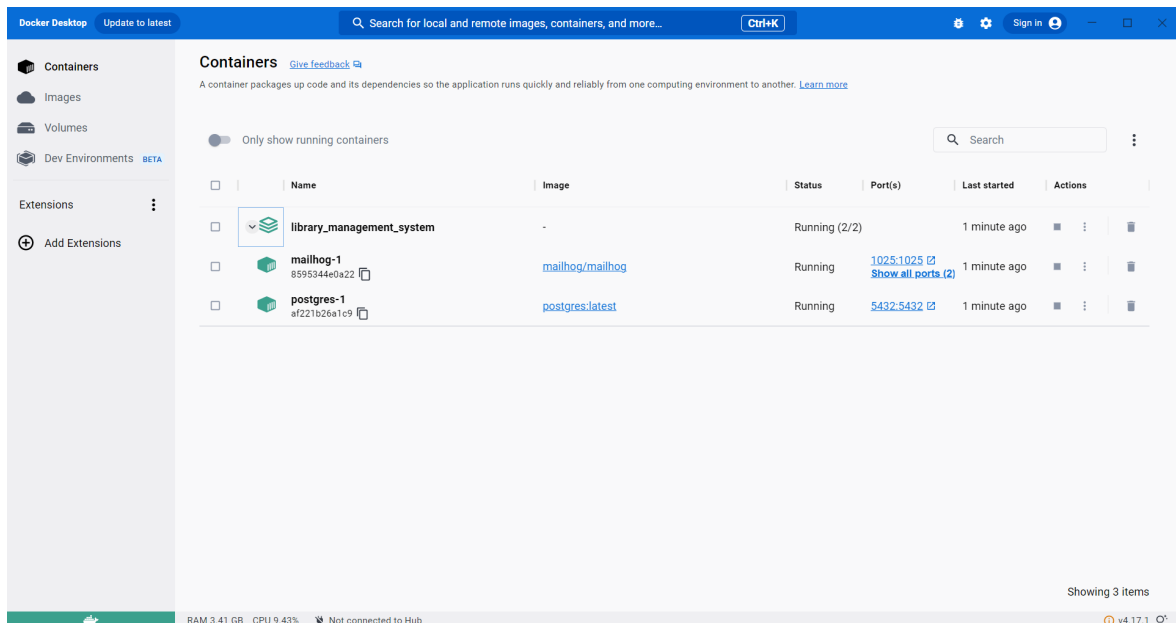 Docker Desktop Update to latest Search for local and remote images, containers, and more... Ctrl+K Sign in
Containers
Images
Volumes
Dev Environments BETA
Extensions
Add Extensions
Containers Give feedback
A container packages up code and its dependencies so the application runs quickly and reliably from one computing environment to another. Learn more
Only show running containers Search
Name Image Status Port(s) Last started Actions
library_management_system - Running (2/2) 1 minute ago
mailhog-1
8595344e0a22
mailhog/mailhog Running 1025:1025
Show all ports (2) 1 minute ago
postgres-1
af221b26a1c9
postgres:latest Running 5432:5432 1 minute ago
Showing 3 items
RAM 3.41 GB CPU 9.43% Not connected to Hub v4.17.1